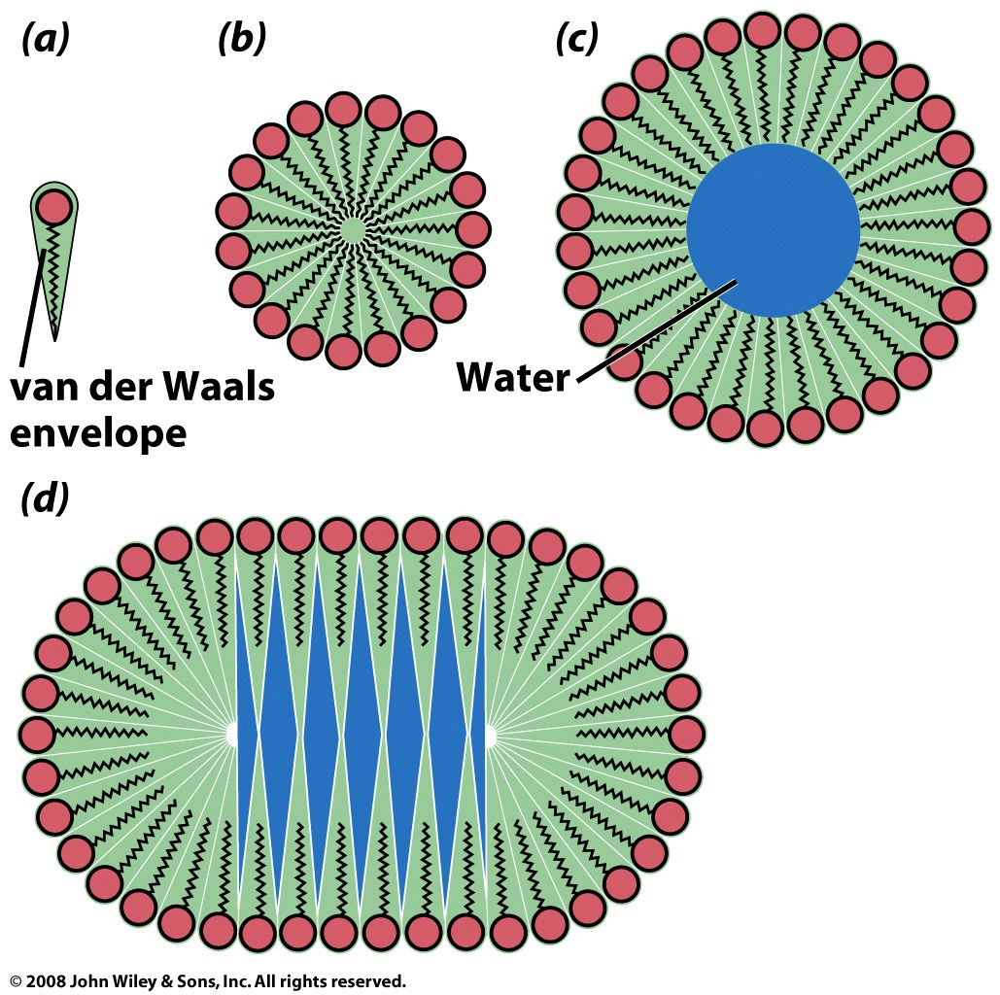 (a)
(b)
(c)
van der Waals
envelope
Water
(d)
© 2008 John Wiley & Sons, Inc. All rights reserved.